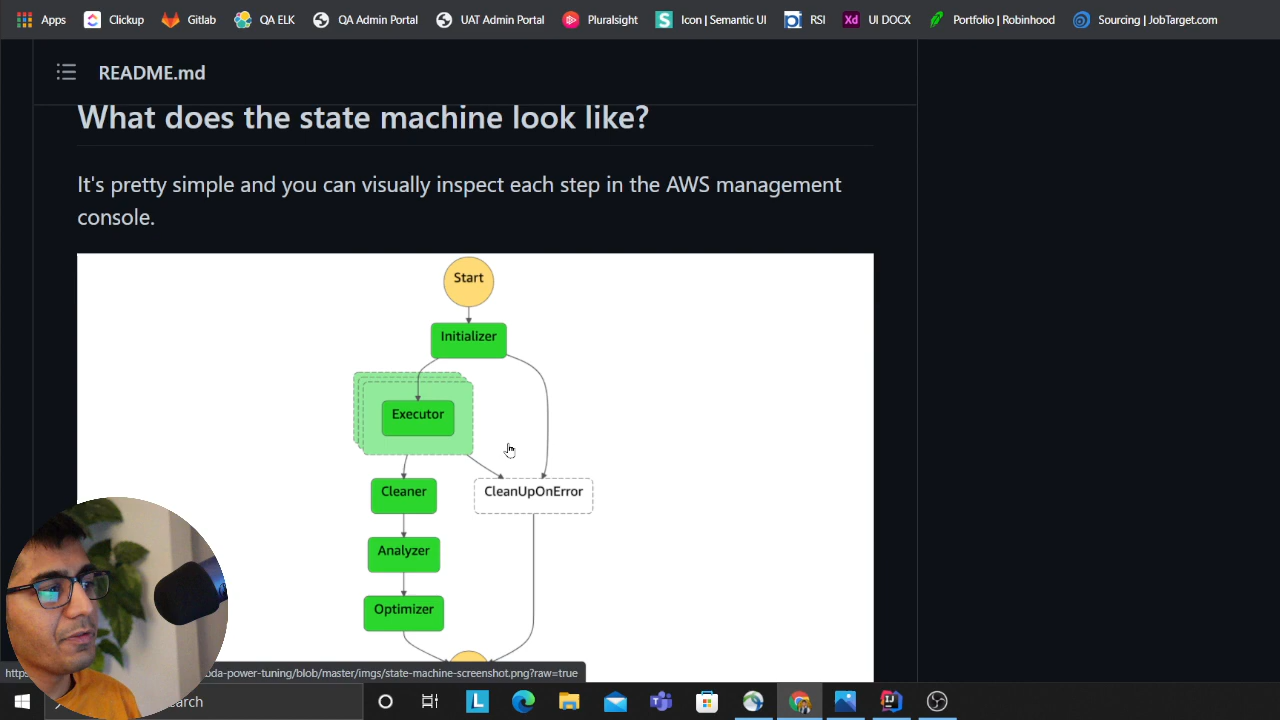 Apps Clickup Gitlab QA ELK QA Admin Portal UAT Admin Portal Pluralsight Icon | Semantic UI RSI Xd UI DOCX Portfolio | Robinhood Sourcing | JobTarget.com
README.md
What does the state machine look like?
It's pretty simple and you can visually inspect each step in the AWS management
console.
Start
Initializer
Executor
Cleaner CleanUpOnError
Analyzer
Optimizer
da-power-tuning/blob/master/imgs/state-machine-screenshot.png?raw=true